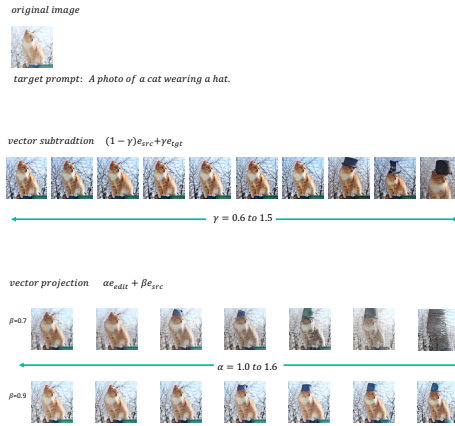 original image
target prompt: A photo of a cat wearing a hat.
vector subtradtion (1 − γ)e_src+γe_tgt
γ = 0.6 to 1.5
vector projection αe_edit + βe_src
β=0.7
α = 1.0 to 1.6
β=0.9